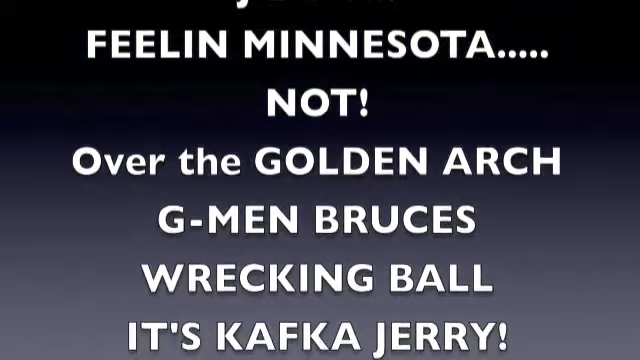 FEELIN MINNESOTA.....
NOT!
Over the GOLDEN ARCH
G-MEN BRUCES
WRECKING BALL
IT'S KAFKA JERRY!